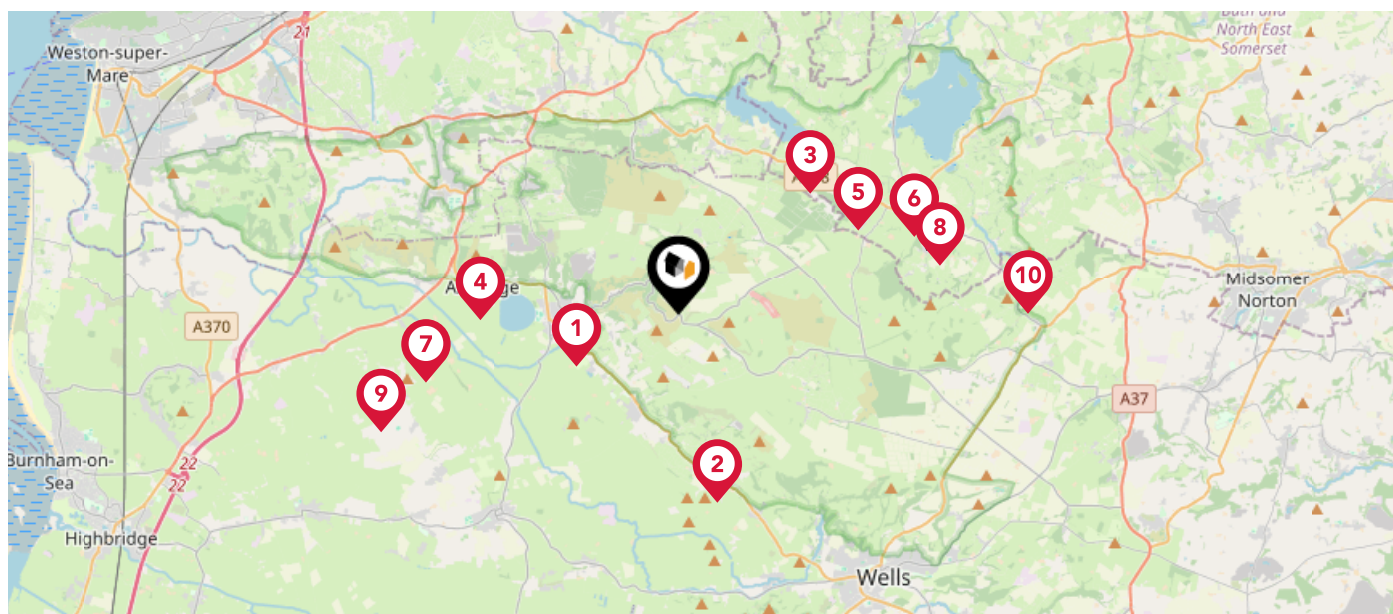 Bath and
North East
Somerset
21
Weston-super-
Mare
3
5
6
8
4
10
Midsomer
Norton
1
A370
7
9
A37
2
Burnham-on-
Sea
22
22
Highbridge
Wells